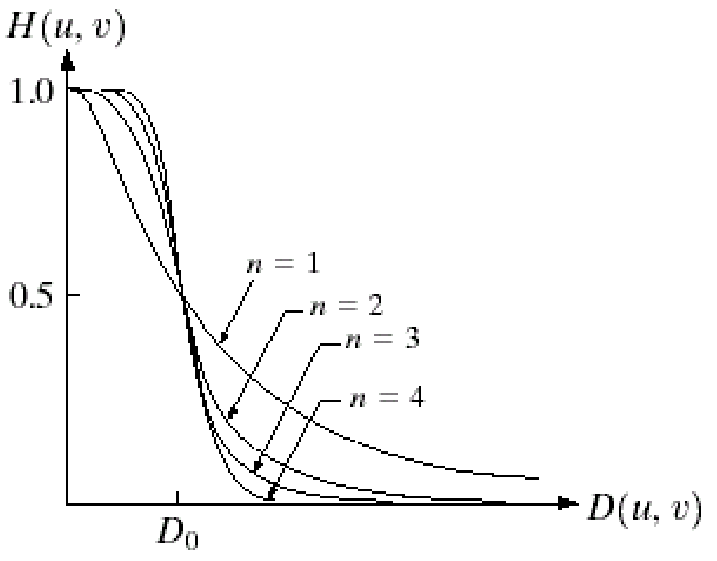 H(u, v)
1.0
n = 1
0.5
n = 2
n = 3
n = 4
D₀
D(u, v)